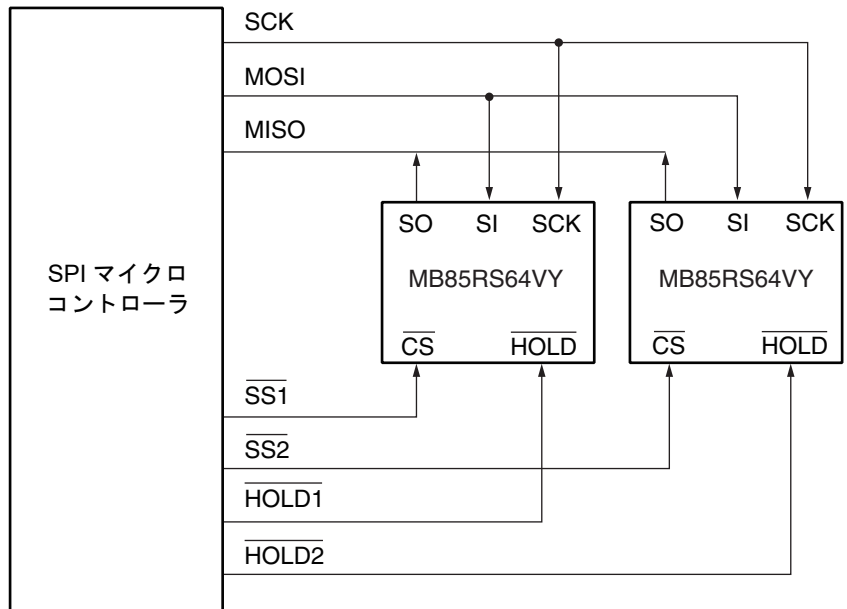 SCK
MOSI
MISO
SO SI SCK
MB85RS64VY
CS HOLD
SO SI SCK
MB85RS64VY
CS HOLD
SPI マイクロ
コントローラ
SS1
SS2
HOLD1
HOLD2